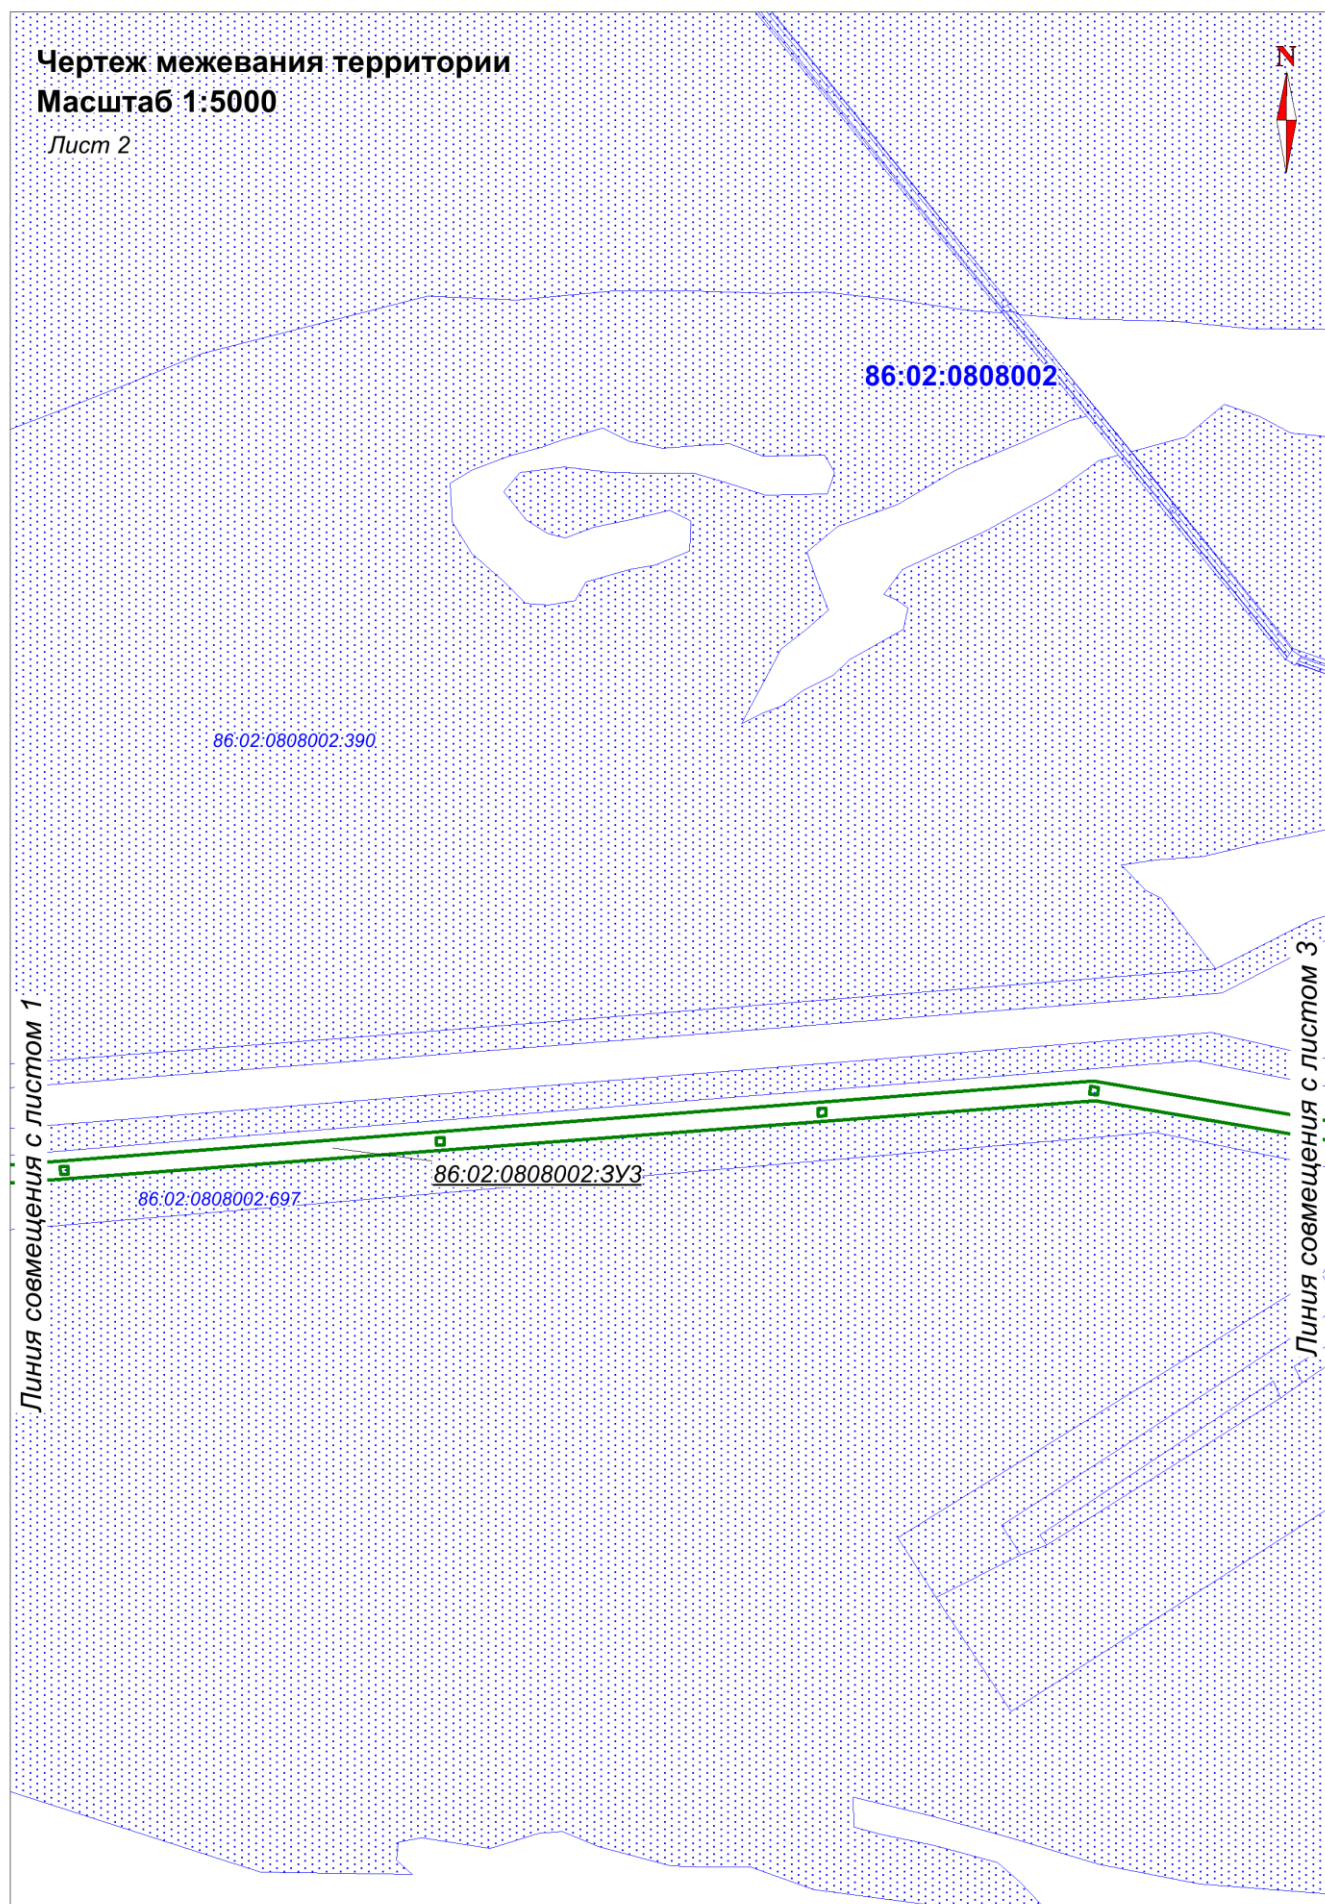 Чертеж межевания территории
Масштаб 1:5000
Лист 2
N
86:02:0808002
86:02:0808002:390
Линия совмещения с листом 1
Линия совмещения с листом 3
86:02:0808002:ЗУ3
86:02:0808002:697